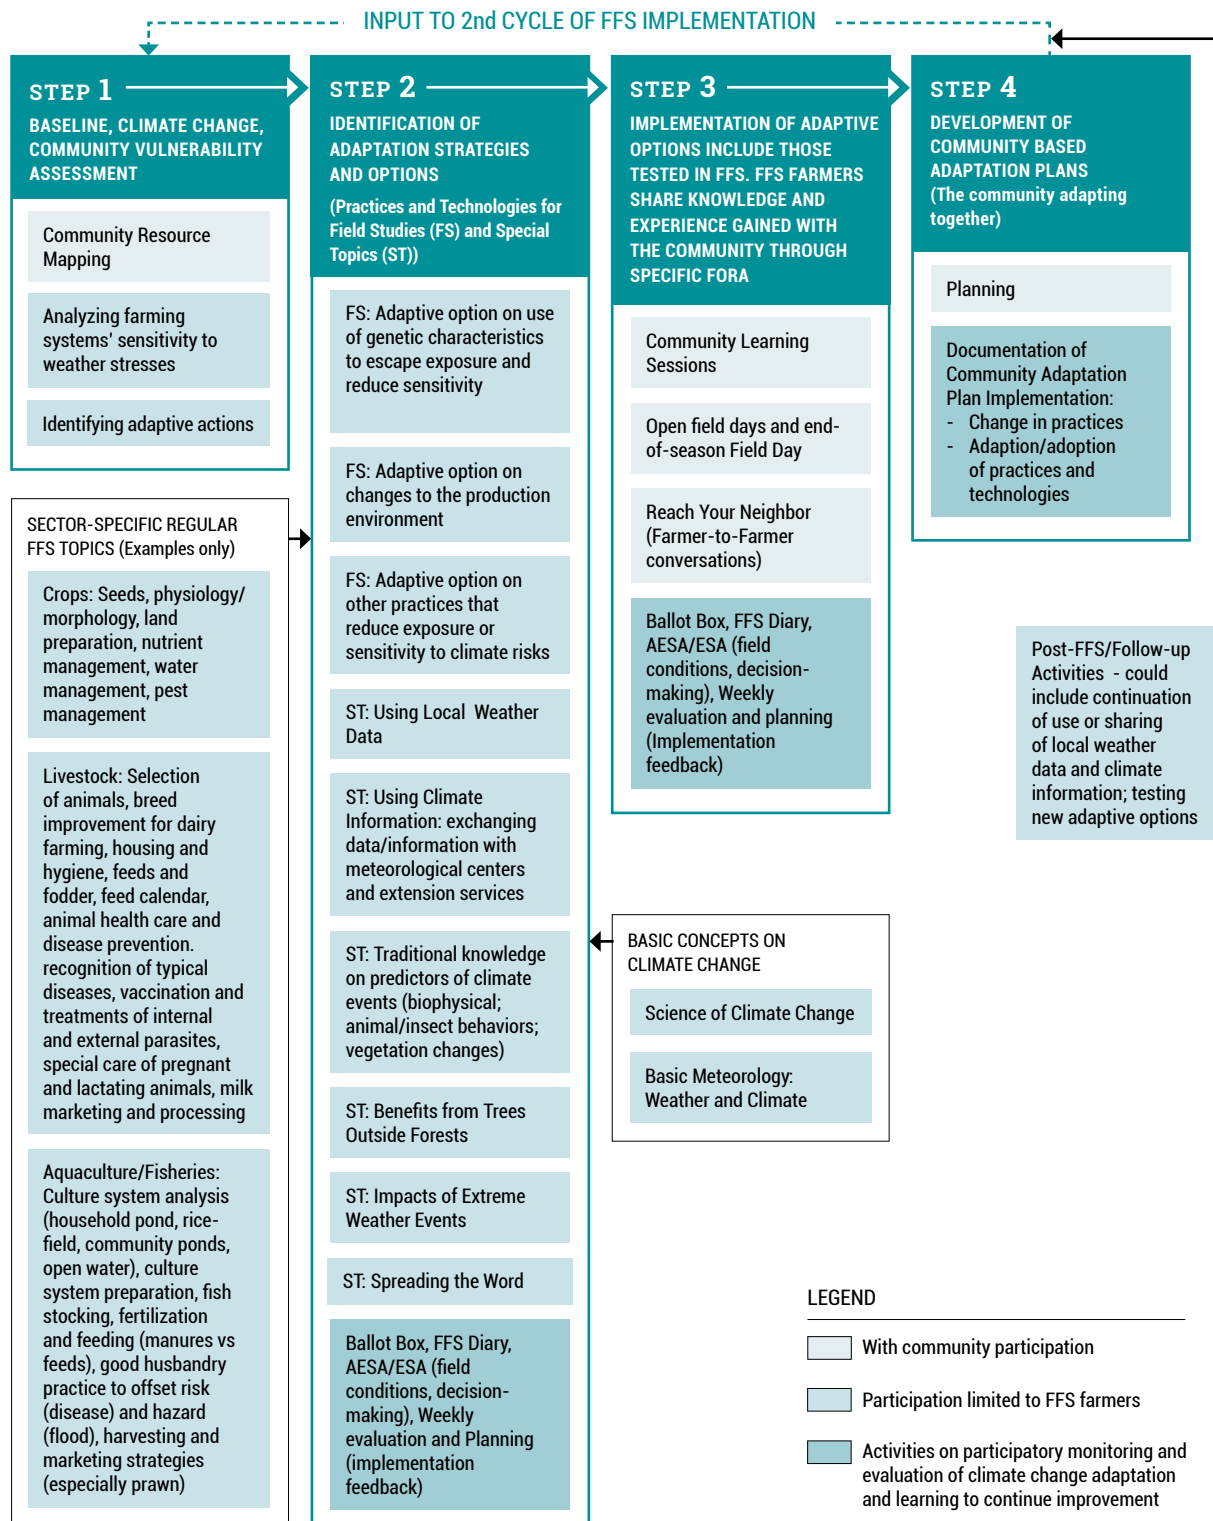 INPUT TO 2nd CYCLE OF FFS IMPLEMENTATION
STEP 1
BASELINE, CLIMATE CHANGE,
COMMUNITY VULNERABILITY
ASSESSMENT
Community Resource
Mapping
Analyzing farming
systems' sensitivity to
weather stresses
Identifying adaptive actions
SECTOR-SPECIFIC REGULAR
FFS TOPICS (Examples only)
Crops: Seeds, physiology/
morphology, land
preparation, nutrient
management, water
management, pest
management
Livestock: Selection
of animals, breed
improvement for dairy
farming, housing and
hygiene, feeds and
fodder, feed calendar,
animal health care and
disease prevention.
recognition of typical
diseases, vaccination and
treatments of internal
and external parasites,
special care of pregnant
and lactating animals, milk
marketing and processing
Aquaculture/Fisheries:
Culture system analysis
(household pond, rice-
field, community ponds,
open water), culture
system preparation, fish
stocking, fertilization
and feeding (manures vs
feeds), good husbandry
practice to offset risk
(disease) and hazard
(flood), harvesting and
marketing strategies
(especially prawn)
STEP 2
IDENTIFICATION OF
ADAPTATION STRATEGIES
AND OPTIONS
(Practices and Technologies for
Field Studies (FS) and Special
Topics (ST))
FS: Adaptive option on use
of genetic characteristics
to escape exposure and
reduce sensitivity
FS: Adaptive option on
changes to the production
environment
FS: Adaptive option on
other practices that
reduce exposure or
sensitivity to climate risks
ST: Using Local Weather
Data
ST: Using Climate
Information: exchanging
data/information with
meteorological centers
and extension services
ST: Traditional knowledge
on predictors of climate
events (biophysical;
animal/insect behaviors;
vegetation changes)
ST: Benefits from Trees
Outside Forests
ST: Impacts of Extreme
Weather Events
ST: Spreading the Word
Ballot Box, FFS Diary,
AESA/ESA (field
conditions, decision-
making), Weekly
evaluation and Planning
(implementation
feedback)
STEP 3
IMPLEMENTATION OF ADAPTIVE
OPTIONS INCLUDE THOSE
TESTED IN FFS. FFS FARMERS
SHARE KNOWLEDGE AND
EXPERIENCE GAINED WITH
THE COMMUNITY THROUGH
SPECIFIC FORA
Community Learning
Sessions
Open field days and end-
of-season Field Day
Reach Your Neighbor
(Farmer-to-Farmer
conversations)
Ballot Box, FFS Diary,
AESA/ESA (field
conditions, decision-
making), Weekly
evaluation and planning
(Implementation
feedback)
BASIC CONCEPTS ON
CLIMATE CHANGE
Science of Climate Change
Basic Meteorology:
Weather and Climate
STEP 4
DEVELOPMENT OF
COMMUNITY BASED
ADAPTATION PLANS
(The community adapting
together)
Planning
Documentation of
Community Adaptation
Plan Implementation:
- Change in practices
- Adaption/adoption
of practices and
technologies
Post-FFS/Follow-up
Activities - could
include continuation
of use or sharing
of local weather
data and climate
information; testing
new adaptive options
LEGEND
With community participation
Participation limited to FFS farmers
Activities on participatory monitoring and
evaluation of climate change adaptation
and learning to continue improvement